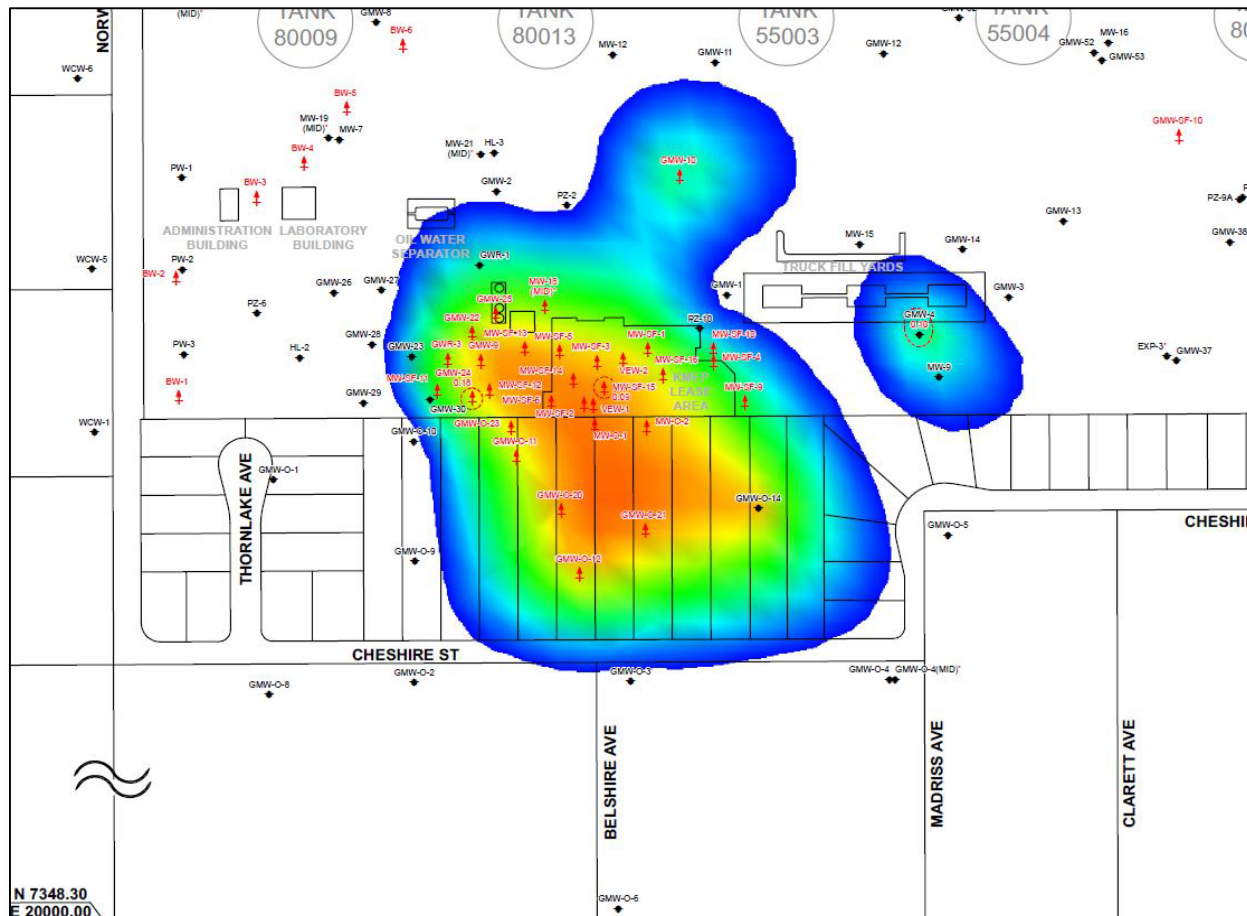 (MID)*
GMW-8
TANK
80009
BW-6
TANK
80013
MW-12
GMW-11
TANK
55003
GMW-12
TANK
55004
GMW-52
MW-16
GMW-53
WCW-6
BW-5
MW-19
(MID)*
MW-7
BW-4
MW-21
(MID)*
HL-3
GMW-10
GMW-SF-10
PW-1
BW-3
GMW-2
PZ-2
PZ-9A
GMW-13
GMW-38
ADMINISTRATION
BUILDING
LABORATORY
BUILDING
OIL WATER
SEPARATOR
MW-15
GMW-14
WCW-5
PW-2
BW-2
GWR-1
TRUCK FILL YARDS
GMW-26
GMW-27
GMW-25
MW-18
(MID)*
GMW-1
GMW-3
PZ-6
GMW-22
PZ-10
GMW-4
0.10
GMW-28
MW-SF-13
MW-SF-5
MW-SF-1
PW-3
HL-2
GMW-23
GWR-3
GMW-9
MW-SF-3
MW-SF-4
EXP-3*
GMW-37
GMW-24
0.18
MW-SF-14
VEW-2
MW-SF-16
MW-9
BW-1
MW-SF-11
MW-SF-12
MW-SF-15
0.09
KMEP
LEASE
AREA
MW-SF-9
GMW-29
GMW-30
MW-SF-6
MW-SF-2
VEW-1
WCW-1
GMW-O-10
GMW-O-23
GMW-O-11
MW-O-1
MW-O-2
GMW-O-1
GMW-O-20
GMW-O-14
GMW-O-21
GMW-O-5
CHESHI
THORNLAKE AVE
GMW-O-9
GMW-O-12
CHESHIRE ST
GMW-O-8
GMW-O-2
GMW-O-3
GMW-O-4
GMW-O-4(MID)*
BELSHIRE AVE
MADRISS AVE
CLARETT AVE
GMW-O-6
N 7348.30
E 20000.00